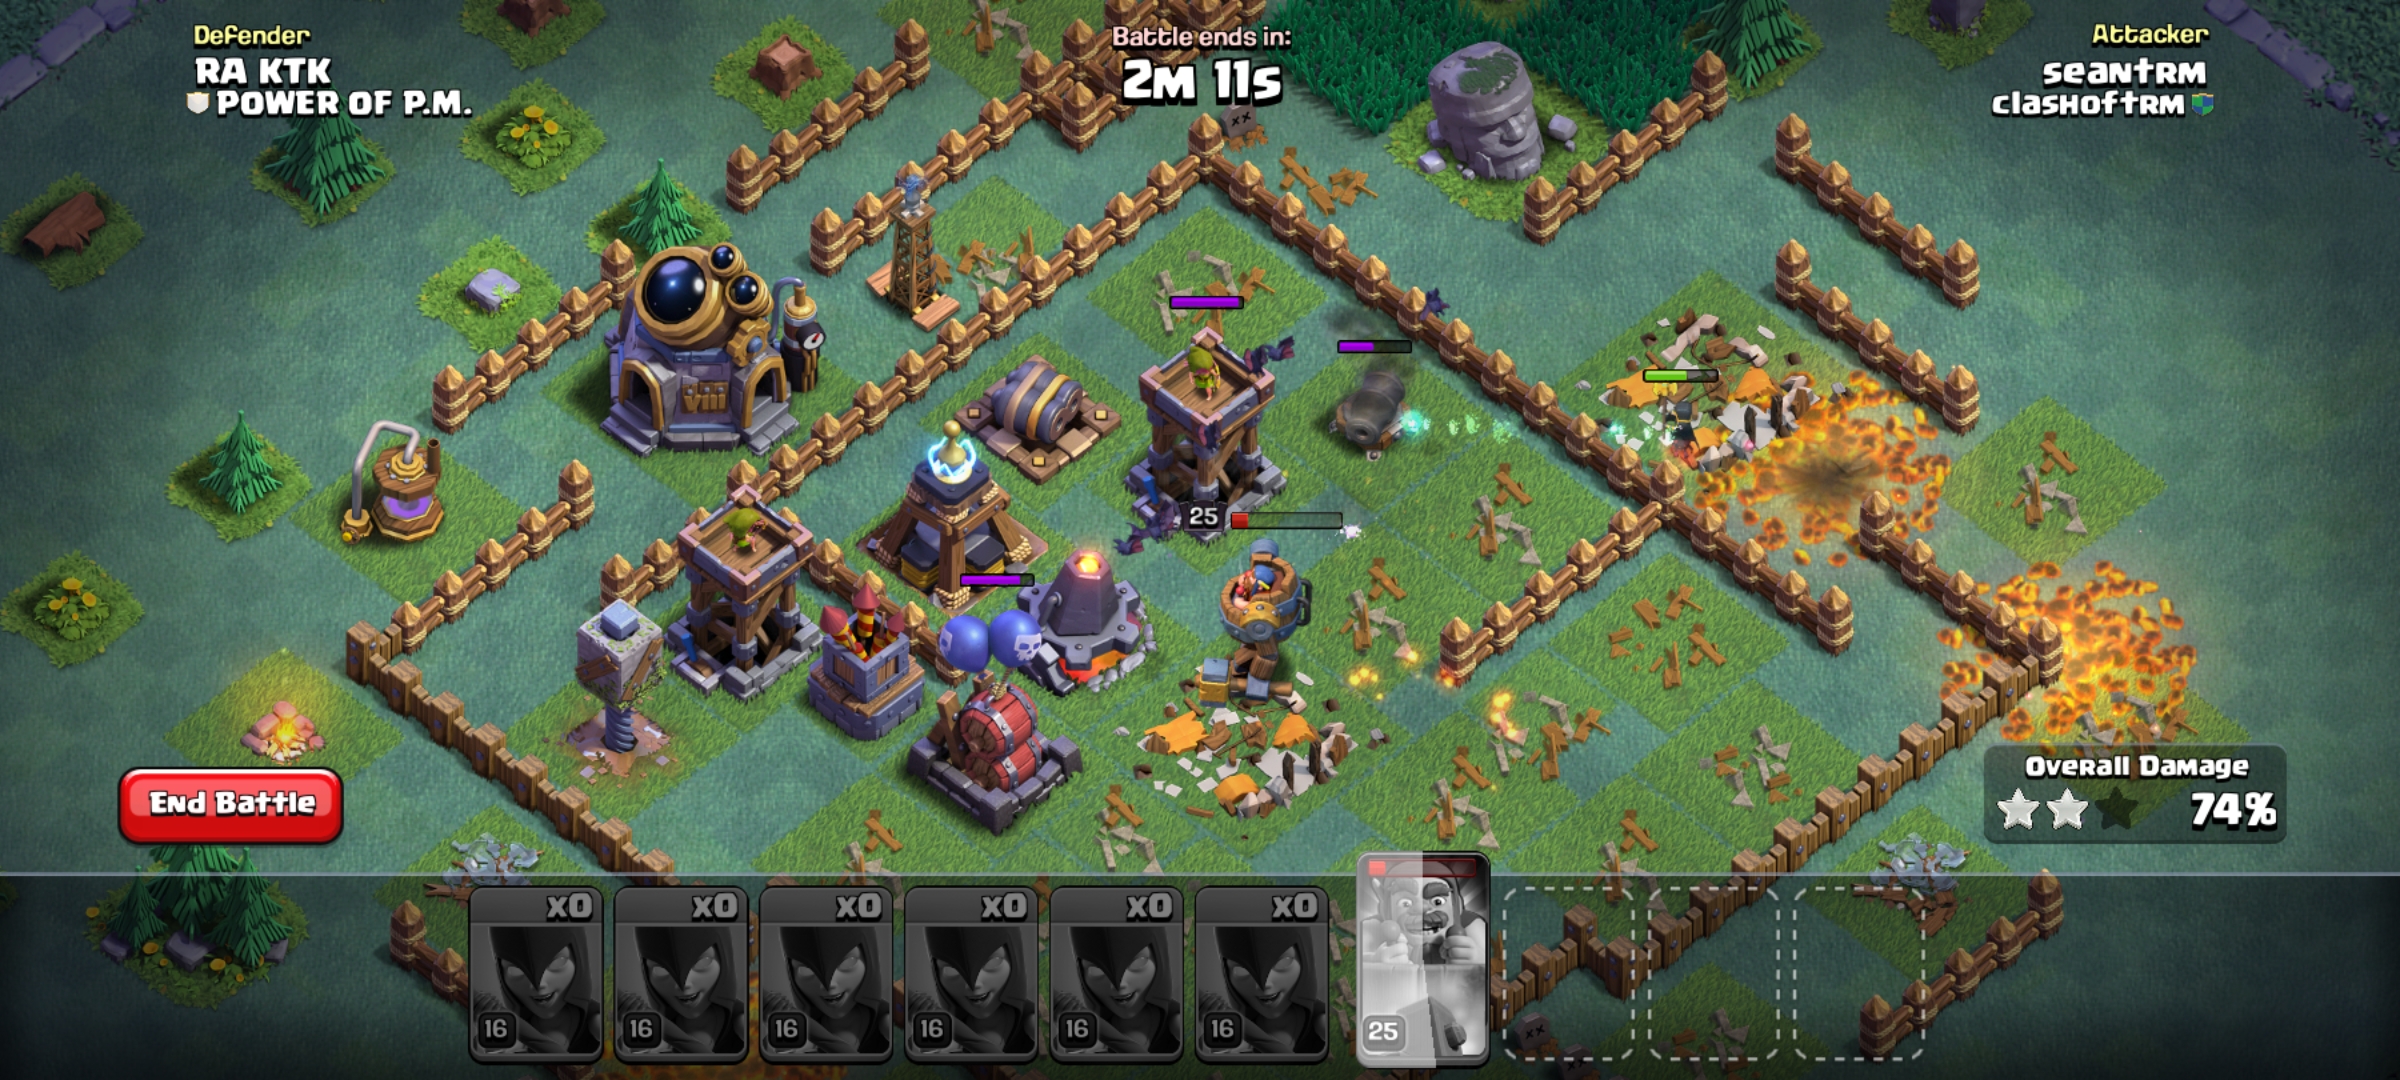 Defender
RA KTK
POWER OF P.M.
Battle ends in:
2M 11s
Attacker
seantRM
clashoftRM
VIII
25
End Battle
Overall Damage
74%
x0 x0 x0 x0 x0 x0
16 16 16 16 16 16 25